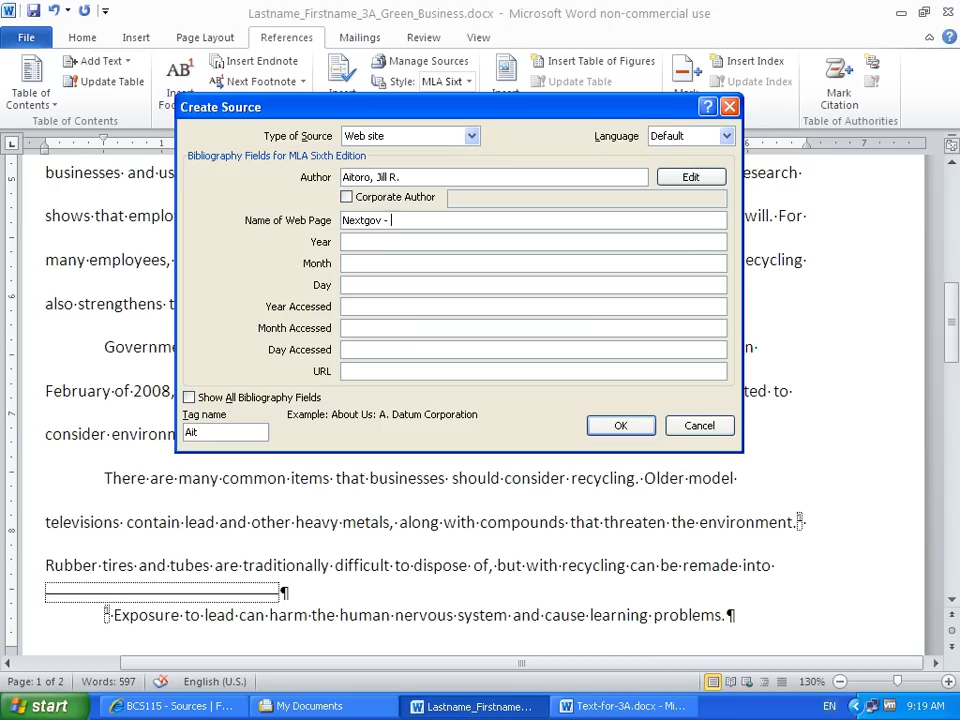 Lastname_Firstname_3A_Green_Business.docx - Microsoft Word non-commercial use
File Home Insert Page Layout References Mailings Review View
Add Text
Update Table
Table of Contents
Table of Contents
AB¹
Insert Endnote
Next Footnote
Manage Sources
Style: MLA Sixt
Insert Table of Figures
Update Table
Insert Index
Update Index
Mark Citation
Table of Authorities
Create Source
Type of Source Web site Language Default
Bibliography Fields for MLA Sixth Edition
Author Aitoro, Jill R. Edit
Corporate Author
Name of Web Page Nextgov -
Year
Month
Day
Year Accessed
Month Accessed
Day Accessed
URL
Show All Bibliography Fields
Tag name Example: About Us: A. Datum Corporation
Ait OK Cancel
businesses and us
search
shows that emplo
will. For
many employees,
ecycling
also strengthens t
Governme
n
February of 2008,
ted to
consider environm
There are many common items that businesses should consider recycling. Older model
televisions contain lead and other heavy metals, along with compounds that threaten the environment.
Rubber tires and tubes are traditionally difficult to dispose of, but with recycling can be remade into
¶
Exposure to lead can harm the human nervous system and cause learning problems.¶
Page: 1 of 2 Words: 597 English (U.S.) 130%
start BCS115 - Sources | F... My Documents Lastname_Firstname... Text-for-3A.docx - Mi... EN 9:19 AM